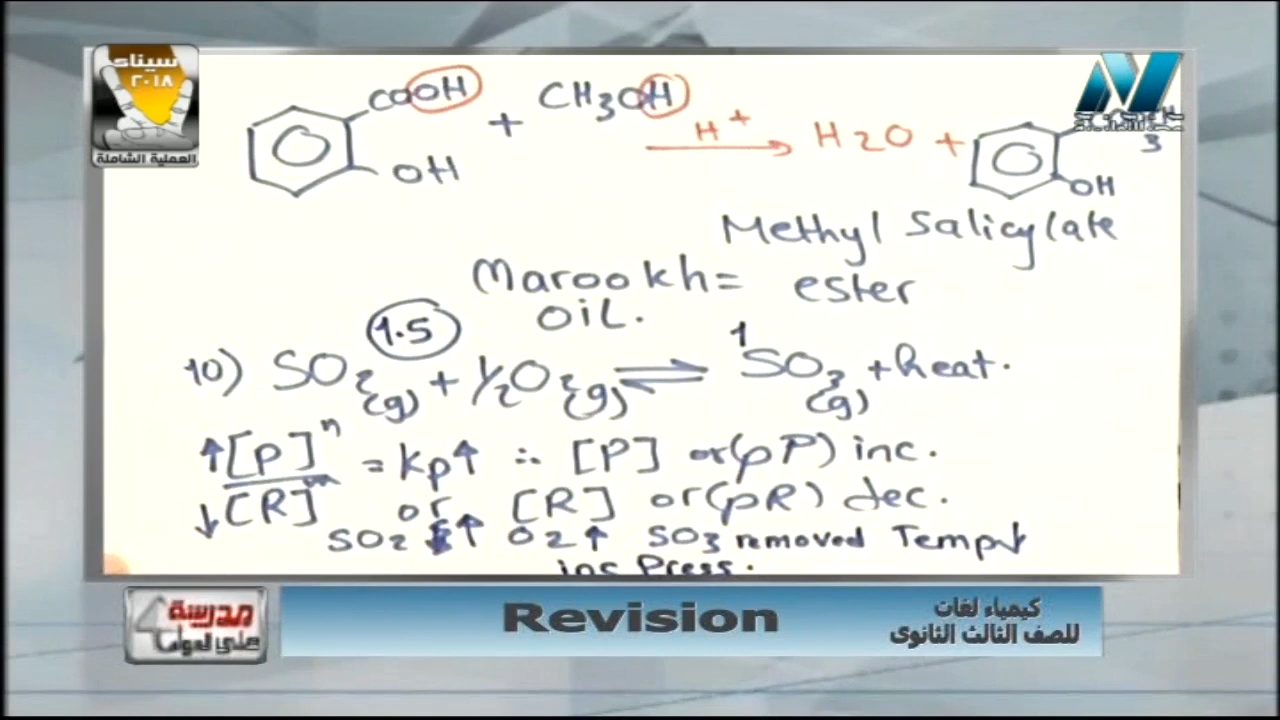 سيناء
٢٠١٨
العملية الشاملة
COOH
+ CH3OH
H+
H2O +
3
OH
OH
Methyl Salicylate
Marookh = ester
oil.
1.5
1
10) SO2(g) + 1/2O2(g) ⇌ SO3(g) + heat.
↑[P]^n
↓[R]^m = Kp↑ ∴ [P] or (pP) inc.
or [R] or (pR) dec.
SO2 ↑ O2↑ SO3 removed Temp↓
inc Press.
مدرسة
على الهواء
Revision
كيمياء لغات
للصف الثالث الثانوى